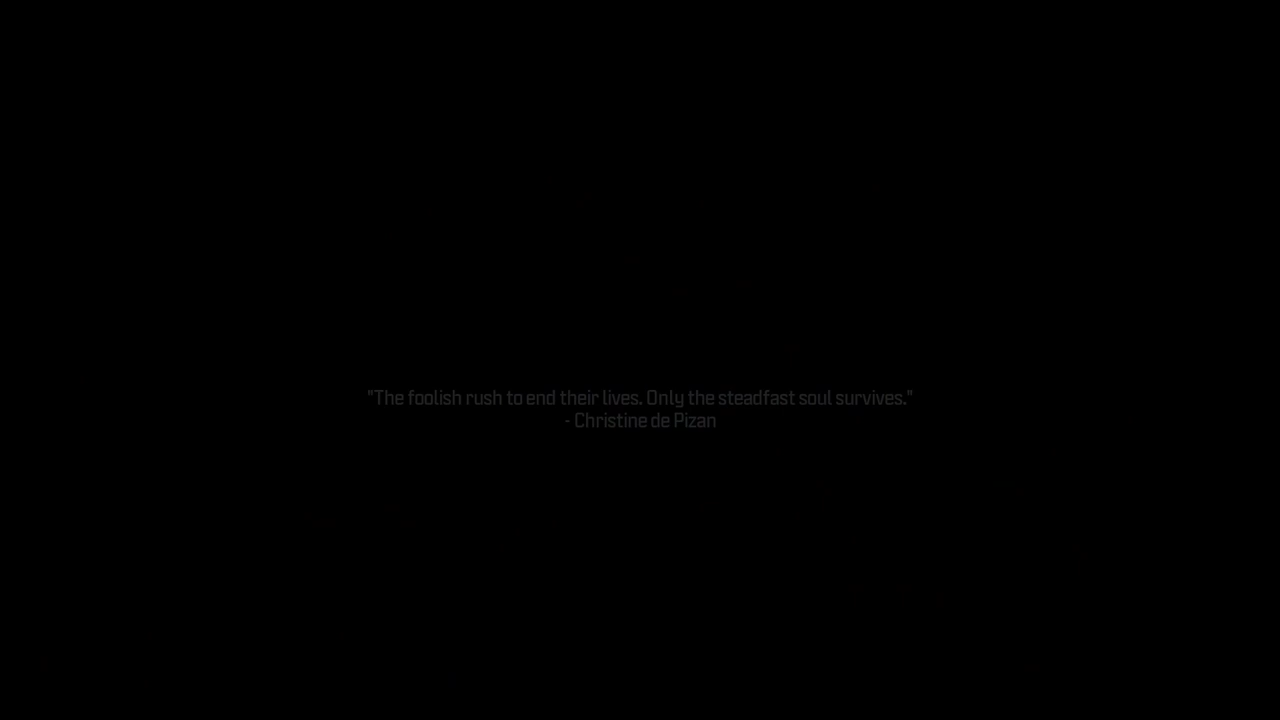 "The foolish rush to end their lives. Only the steadfast soul survives."
- Christine de Pizan